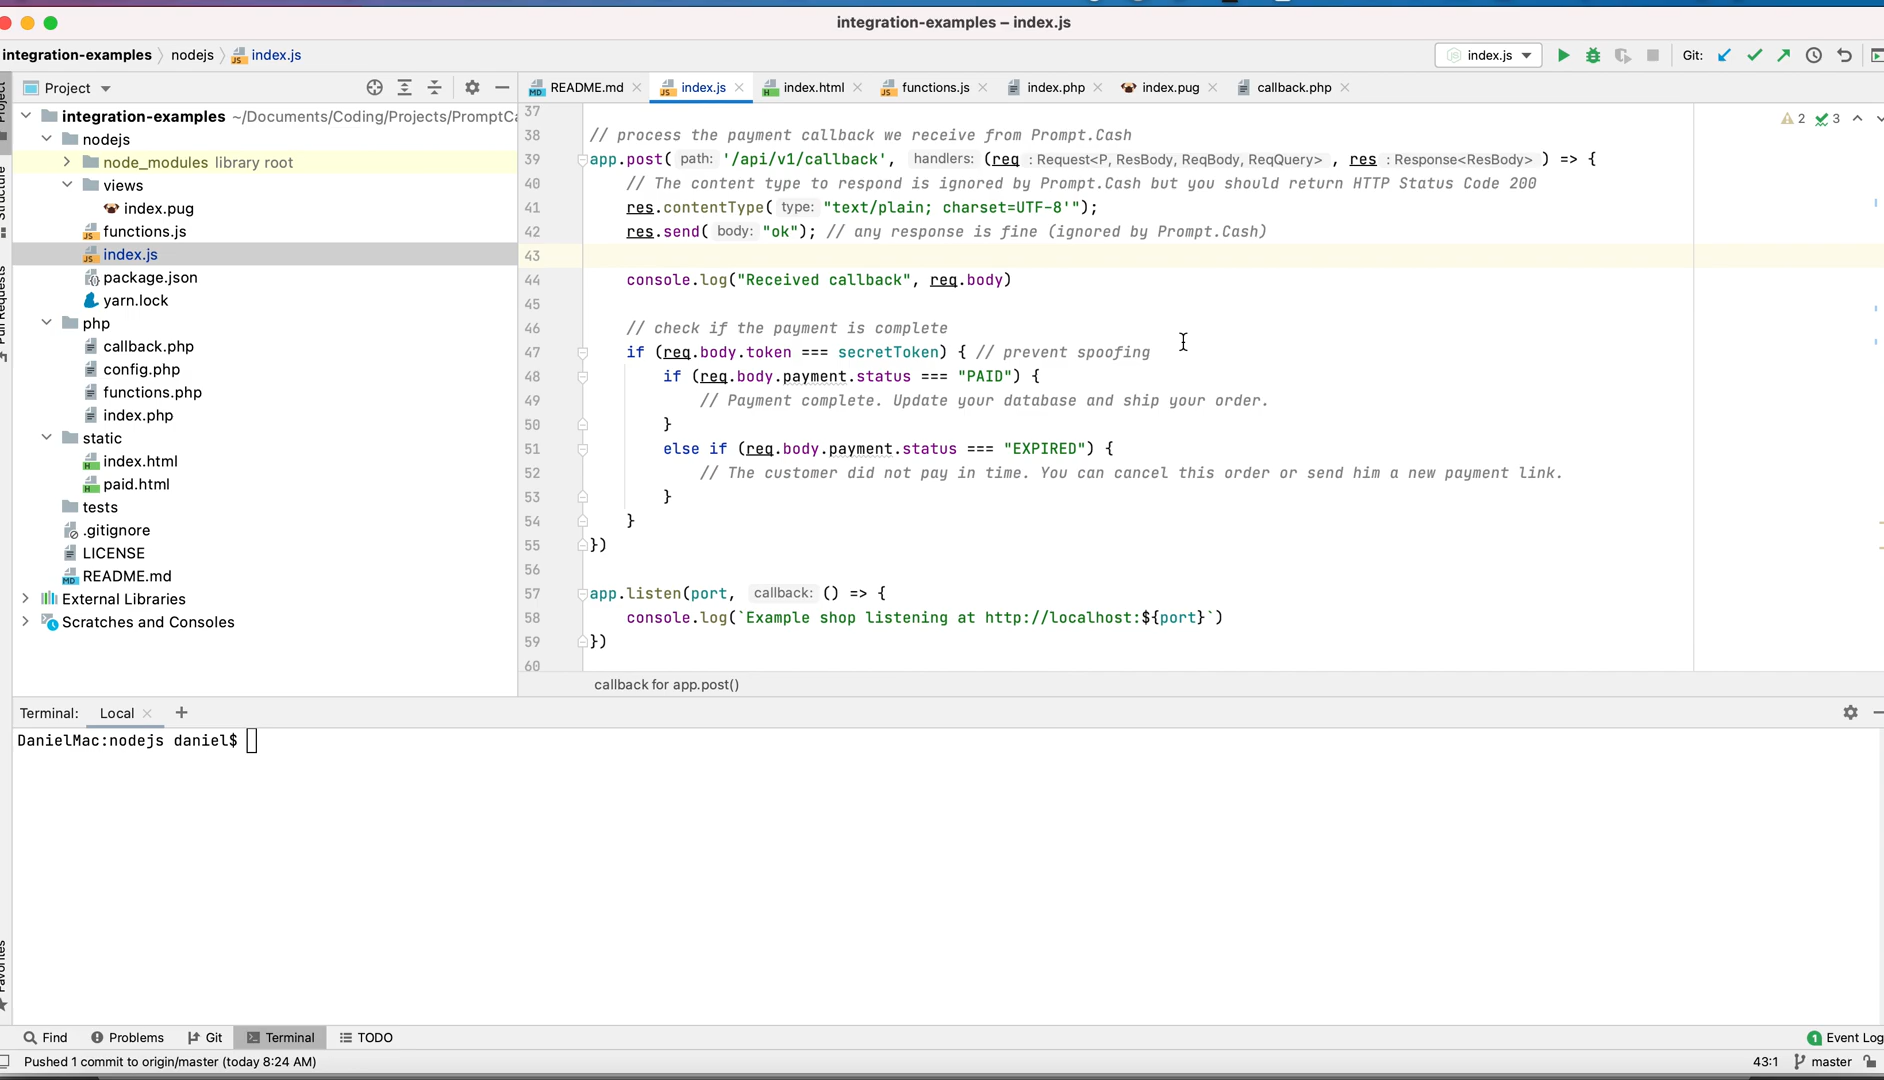 integration-examples – index.js
integration-examples nodejs index.js
index.js
Git:
Project
README.md index.js index.html functions.js index.php index.pug callback.php
integration-examples ~/Documents/Coding/Projects/PromptCa
nodejs
node_modules library root
views
index.pug
functions.js
index.js
package.json
yarn.lock
php
callback.php
config.php
functions.php
index.php
static
index.html
paid.html
tests
.gitignore
LICENSE
README.md
External Libraries
Scratches and Consoles
Structure
Pull Requests
Favorites
2 3
37
38 // process the payment callback we receive from Prompt.Cash
39 app.post( path: '/api/v1/callback', handlers: (req : Request<P, ResBody, ReqBody, ReqQuery> , res : Response<ResBody> ) => {
40 // The content type to respond is ignored by Prompt.Cash but you should return HTTP Status Code 200
41 res.contentType( type: "text/plain; charset=UTF-8'");
42 res.send( body: "ok"); // any response is fine (ignored by Prompt.Cash)
43
44 console.log("Received callback", req.body)
45
46 // check if the payment is complete
47 if (req.body.token === secretToken) { // prevent spoofing
48 if (req.body.payment.status === "PAID") {
49 // Payment complete. Update your database and ship your order.
50 }
51 else if (req.body.payment.status === "EXPIRED") {
52 // The customer did not pay in time. You can cancel this order or send him a new payment link.
53 }
54 }
55 })
56
57 app.listen(port, callback: () => {
58 console.log(`Example shop listening at http://localhost:${port}`)
59 })
60
callback for app.post()
Terminal: Local
DanielMac:nodejs daniel$
Find Problems Git Terminal TODO
1 Event Log
Pushed 1 commit to origin/master (today 8:24 AM)
43:1 master